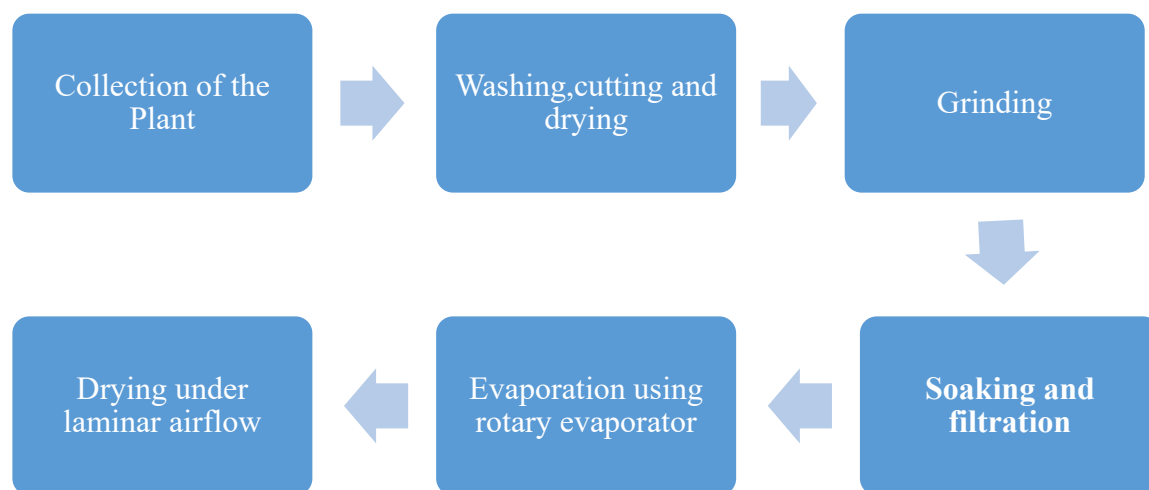 Collection of the
Plant
Washing,cutting and
drying
Grinding
Soaking and
filtration
Evaporation using
rotary evaporator
Drying under
laminar airflow